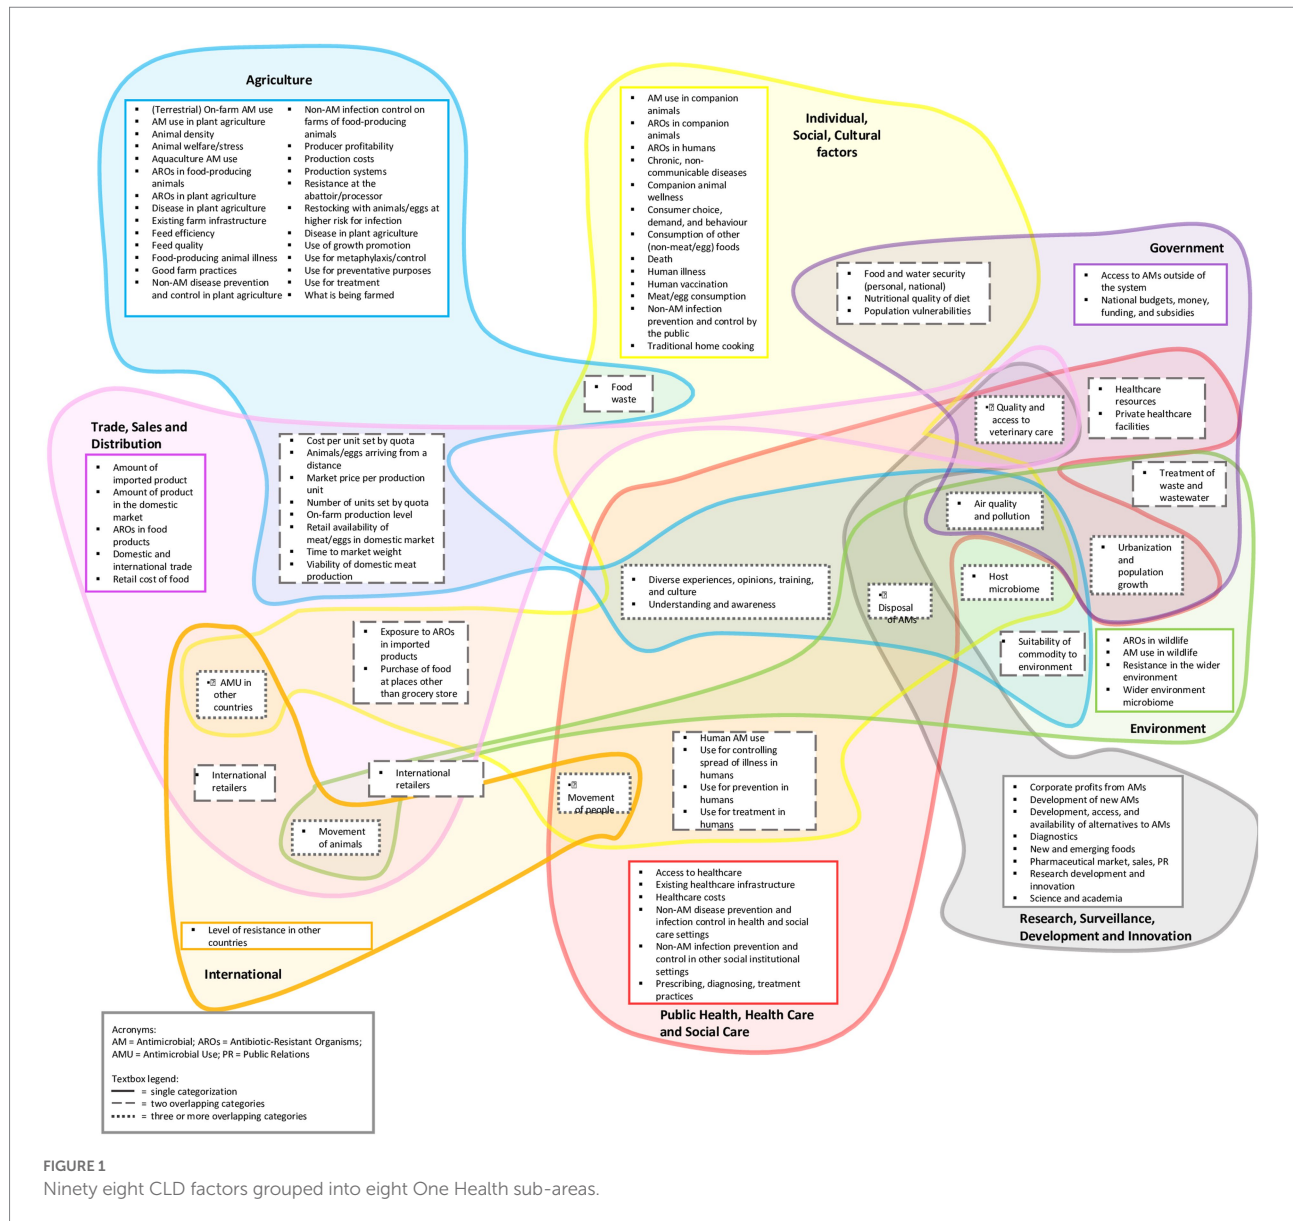 Agriculture
▪ (Terrestrial) On-farm AM use
▪ AM use in plant agriculture
▪ Animal density
▪ Animal welfare/stress
▪ Aquaculture AM use
▪ AROs in food-producing
animals
▪ AROs in plant agriculture
▪ Disease in plant agriculture
▪ Existing farm infrastructure
▪ Feed efficiency
▪ Feed quality
▪ Food-producing animal illness
▪ Good farm practices
▪ Non-AM disease prevention
and control in plant agriculture
▪ Non-AM infection control on
farms of food-producing
animals
▪ Producer profitability
▪ Production costs
▪ Production systems
▪ Resistance at the
abattoir/processor
▪ Restocking with animals/eggs at
higher risk for infection
▪ Disease in plant agriculture
▪ Use of growth promotion
▪ Use for metaphylaxis/control
▪ Use for preventative purposes
▪ Use for treatment
▪ What is being farmed
Individual,
Social, Cultural
factors
▪ AM use in companion
animals
▪ AROs in companion
animals
▪ AROs in humans
▪ Chronic, non-
communicable diseases
▪ Companion animal
wellness
▪ Consumer choice,
demand, and behaviour
▪ Consumption of other
(non-meat/egg) foods
▪ Death
▪ Human illness
▪ Human vaccination
▪ Meat/egg consumption
▪ Non-AM infection
prevention and control by
the public
▪ Traditional home cooking
Government
▪ Access to AMs outside of
the system
▪ National budgets, money,
funding, and subsidies
▪ Food and water security
(personal, national)
▪ Nutritional quality of diet
▪ Population vulnerabilities
▪ Food
waste
▪ Quality and
access to
veterinary care
▪ Healthcare
resources
▪ Private healthcare
facilities
Trade, Sales and
Distribution
▪ Amount of
imported product
▪ Amount of product
in the domestic
market
▪ AROs in food
products
▪ Domestic and
international trade
▪ Retail cost of food
▪ Cost per unit set by quota
▪ Animals/eggs arriving from a
distance
▪ Market price per production
unit
▪ Number of units set by quota
▪ On-farm production level
▪ Retail availability of
meat/eggs in domestic market
▪ Time to market weight
▪ Viability of domestic meat
production
▪ Treatment of
waste and
wastewater
▪ Air quality
and pollution
▪ Urbanization
and
population
growth
▪ Diverse experiences, opinions, training,
and culture
▪ Understanding and awareness
▪
Disposal
of AMs
▪ Host
microbiome
▪ Suitability of
commodity to
environment
▪ AROs in wildlife
▪ AM use in wildlife
▪ Resistance in the wider
environment
▪ Wider environment
microbiome
Environment
▪ Exposure to AROs
in imported
products
▪ Purchase of food
at places other
than grocery store
▪ AMU in
other
countries
▪ International
retailers
▪ International
retailers
▪ Movement
of animals
▪
Movement
of people
▪ Human AM use
▪ Use for controlling
spread of illness in
humans
▪ Use for prevention in
humans
▪ Use for treatment in
humans
▪ Corporate profits from AMs
▪ Development of new AMs
▪ Development, access, and
availability of alternatives to AMs
▪ Diagnostics
▪ New and emerging foods
▪ Pharmaceutical market, sales, PR
▪ Research development and
innovation
▪ Science and academia
Research, Surveillance,
Development and Innovation
▪ Access to healthcare
▪ Existing healthcare infrastructure
▪ Healthcare costs
▪ Non-AM disease prevention and
infection control in health and social
care settings
▪ Non-AM infection prevention and
control in other social institutional
settings
▪ Prescribing, diagnosing, treatment
practices
Public Health, Health Care
and Social Care
▪ Level of resistance in other
countries
International
Acronyms:
AM = Antimicrobial; AROs = Antibiotic-Resistant Organisms;
AMU = Antimicrobial Use; PR = Public Relations
Textbox legend:
= single categorization
= two overlapping categories
= three or more overlapping categories
FIGURE 1
Ninety eight CLD factors grouped into eight One Health sub-areas.